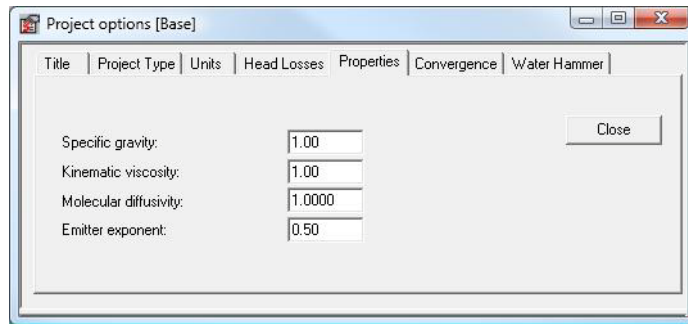 Project options [Base]
Title Project Type Units Head Losses Properties Convergence Water Hammer
Close
Specific gravity: 1.00
Kinematic viscosity: 1.00
Molecular diffusivity: 1.0000
Emitter exponent: 0.50